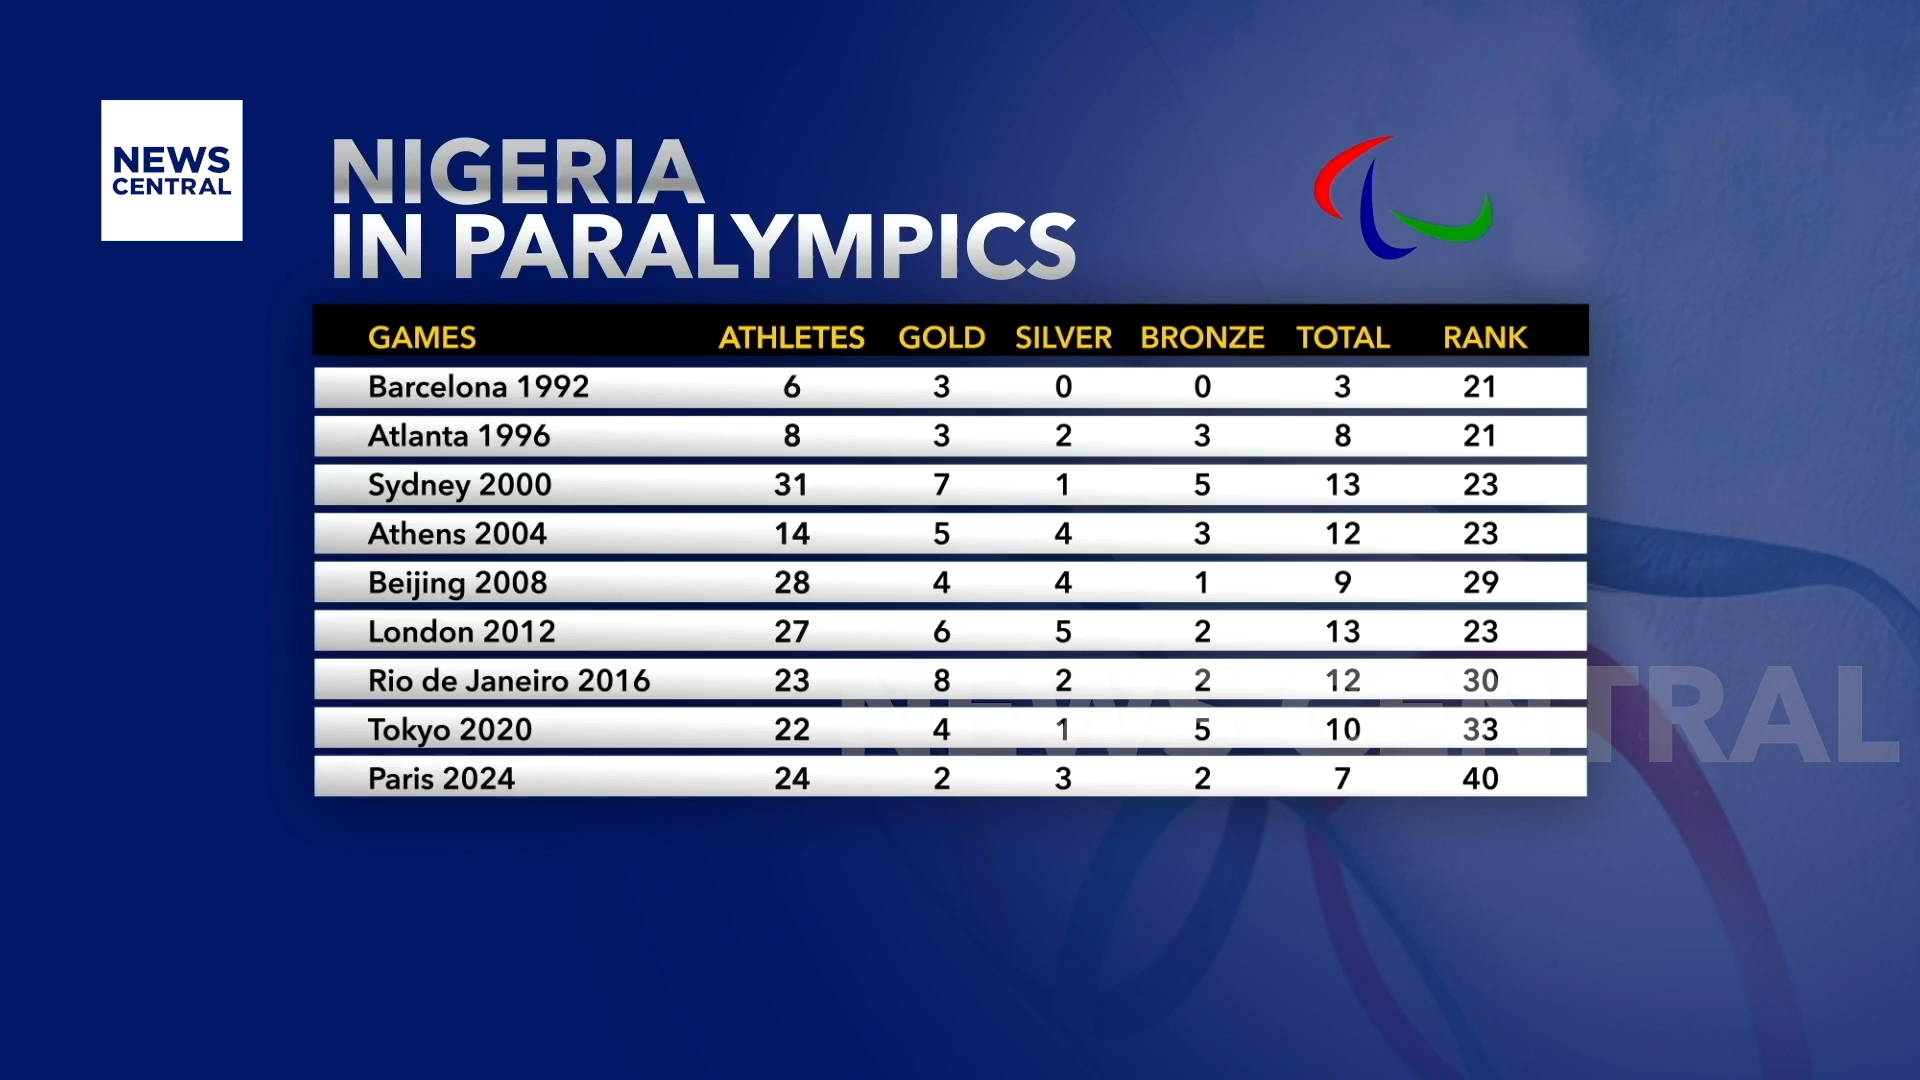 NEWS
CENTRAL
NIGERIA
IN PARALYMPICS
GAMES ATHLETES GOLD SILVER BRONZE TOTAL RANK
Barcelona 1992 6 3 0 0 3 21
Atlanta 1996 8 3 2 3 8 21
Sydney 2000 31 7 1 5 13 23
Athens 2004 14 5 4 3 12 23
Beijing 2008 28 4 4 1 9 29
London 2012 27 6 5 2 13 23
Rio de Janeiro 2016 23 8 2 2 12 30
Tokyo 2020 22 4 1 5 10 33
Paris 2024 24 2 3 2 7 40
NEWS CENTRAL